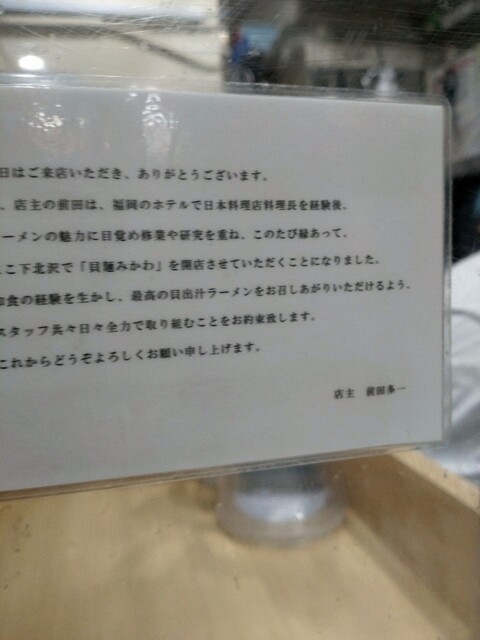 日はご来店いただき、ありがとうございます。
、店主の前田は、福岡のホテルで日本料理店料理長を経験後、
ーメンの魅力に目覚め修業や研究を重ね、このたび縁あって、
こ下北沢で「貝麺みかわ」を開店させていただくことになりました。
和食の経験を生かし、最高の貝出汁ラーメンをお召しあがりいただけるよう、
スタッフ共々日々全力で取り組むことをお約束致します。
これからどうぞよろしくお願い申し上げます。
店主 前田多一